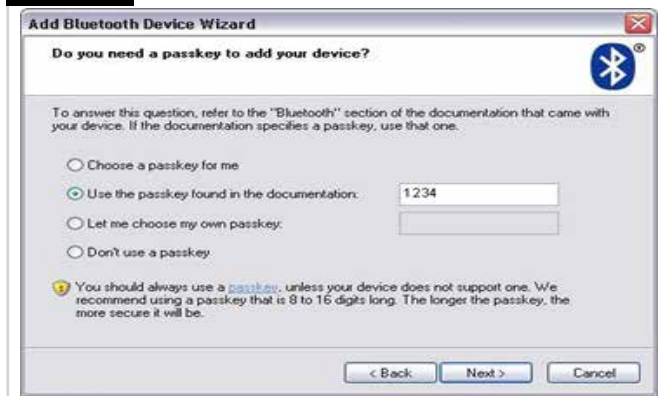 Add Bluetooth Device Wizard
Do you need a passkey to add your device?
®
To answer this question, refer to the "Bluetooth" section of the documentation that came with
your device. If the documentation specifies a passkey, use that one.
Choose a passkey for me
Use the passkey found in the documentation: 1234
Let me choose my own passkey:
Don't use a passkey
You should always use a passkey, unless your device does not support one. We
recommend using a passkey that is 8 to 16 digits long. The longer the passkey, the
more secure it will be.
< Back Next > Cancel